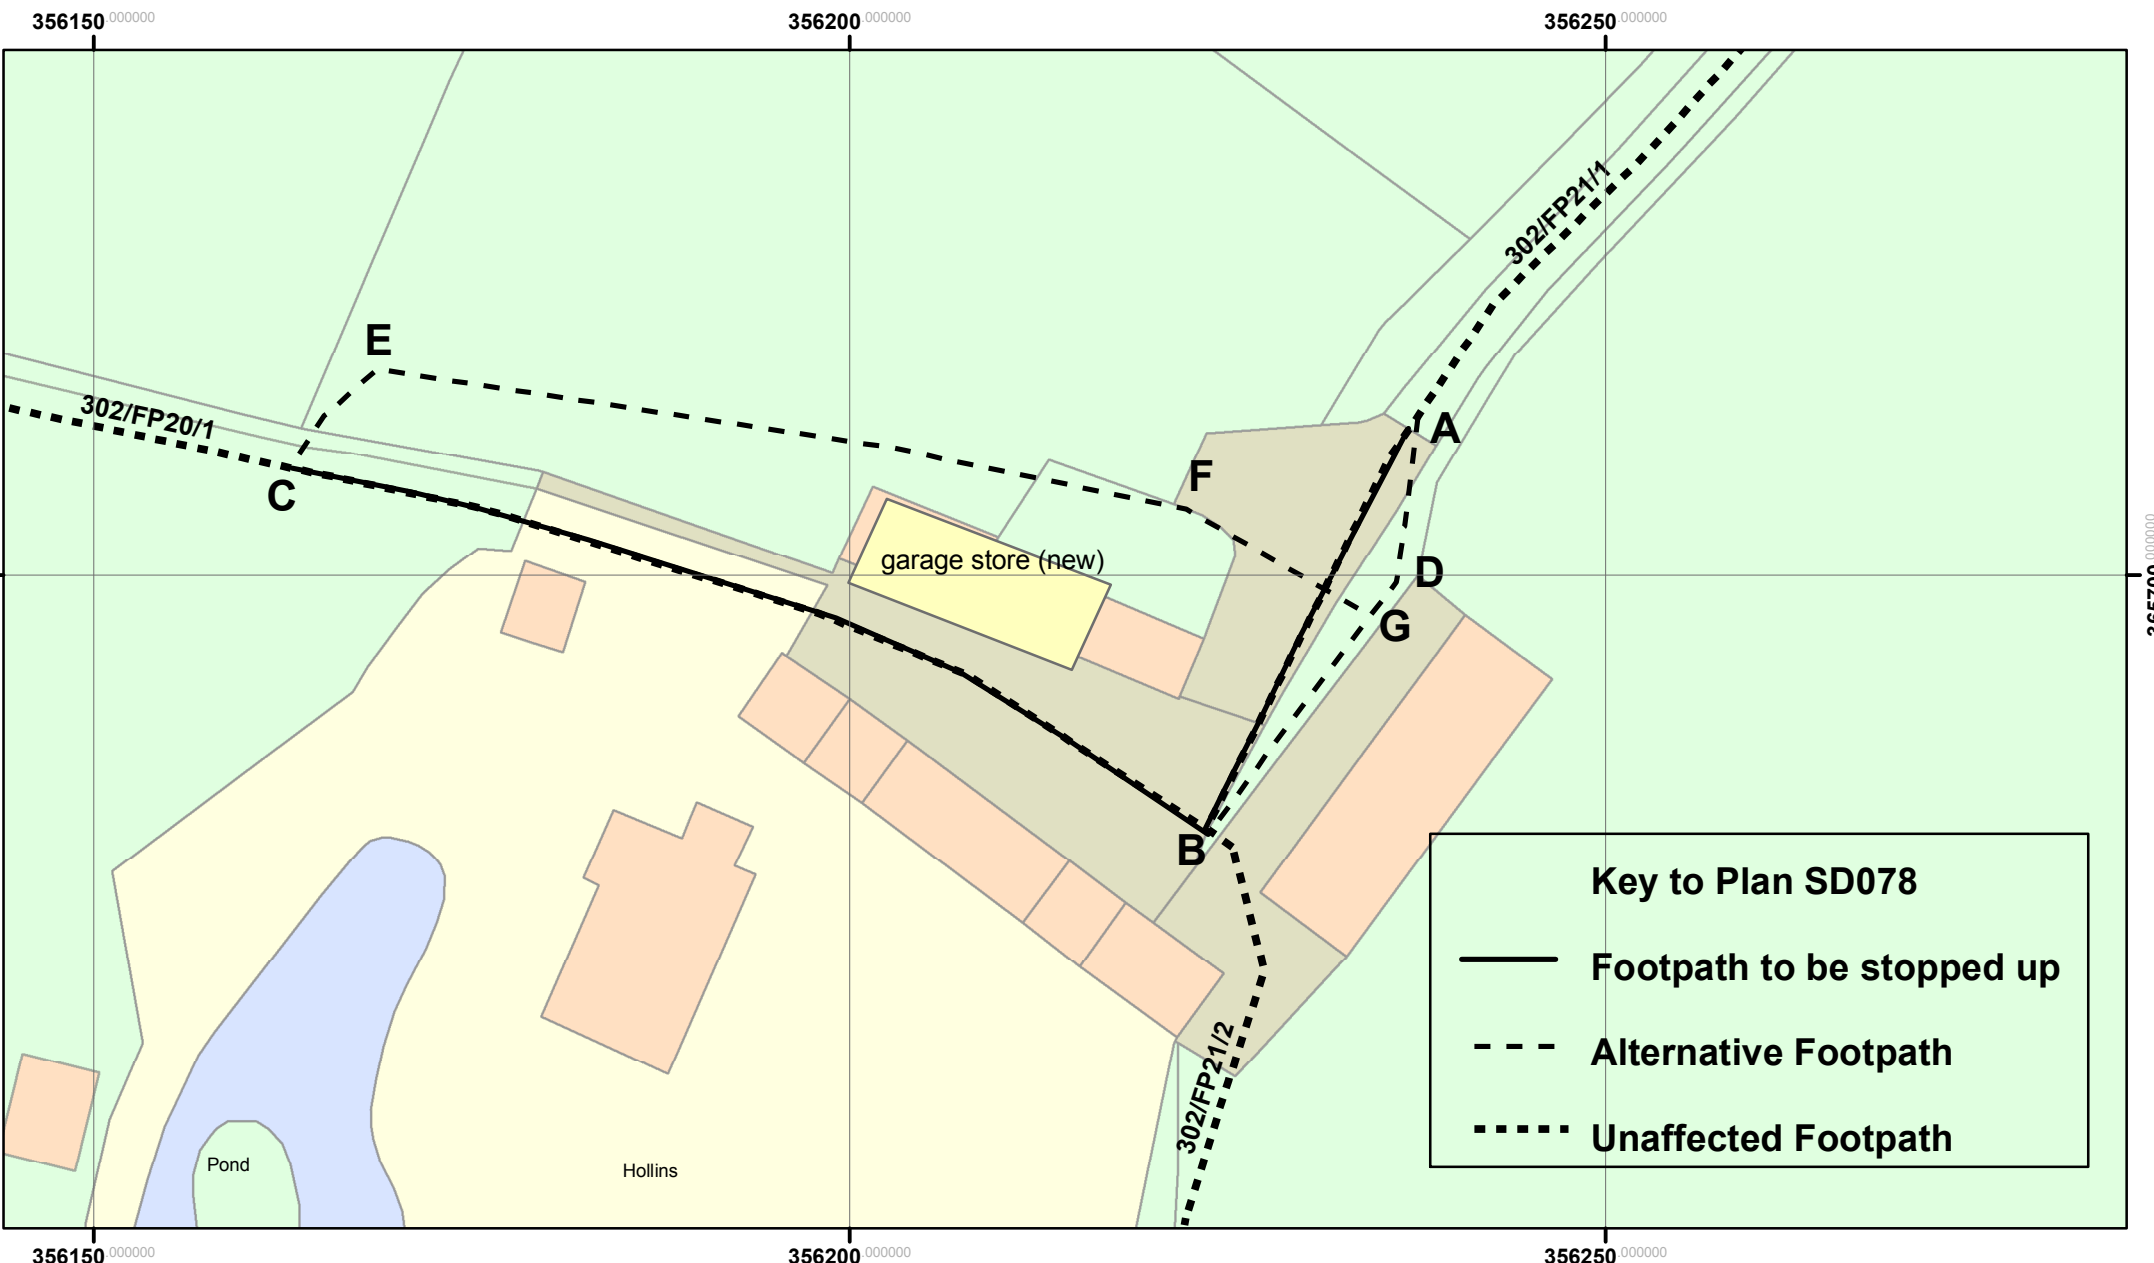 356150.000000 356200.000000 356250.000000
302/FP21/1
E
302/FP20/1
A
F
C
garage store (new)
D
G
365700.000000
B
Key to Plan SD078
Footpath to be stopped up
Alternative Footpath
Unaffected Footpath
302/FP21/2
Pond
Hollins
356150.000000 356200.000000 356250.000000